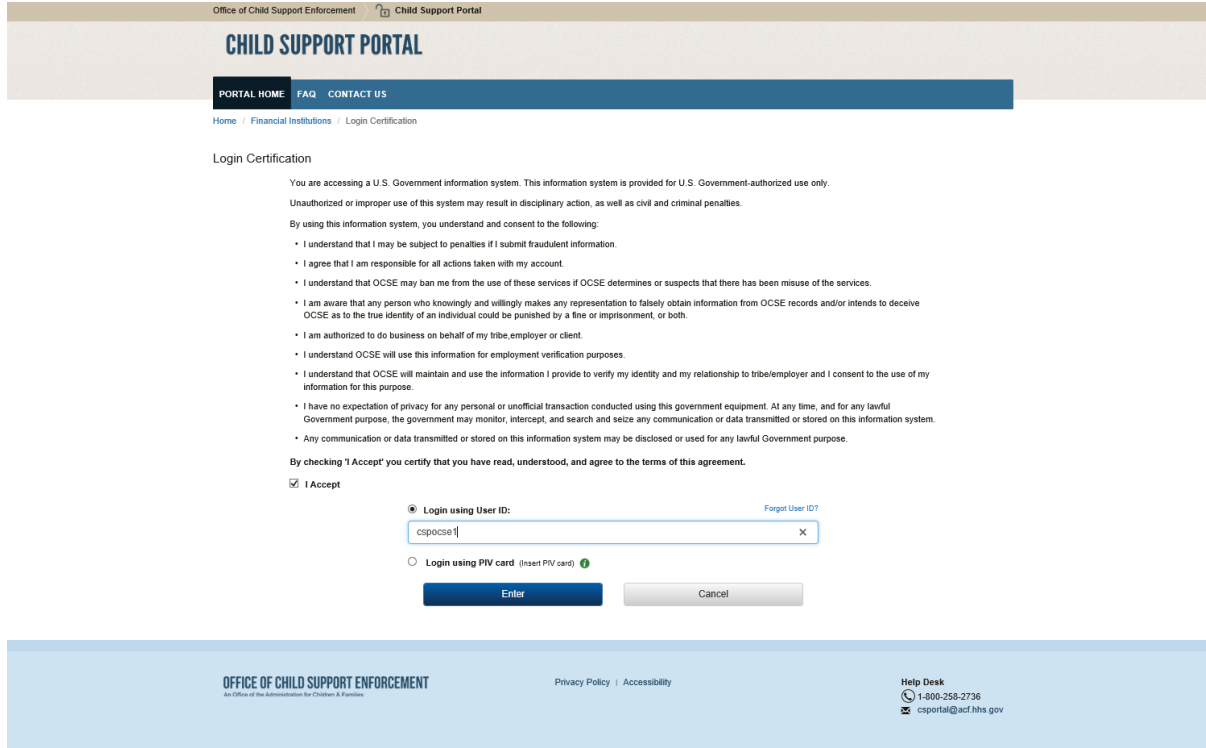 Office of Child Support Enforcement Child Support Portal
CHILD SUPPORT PORTAL
PORTAL HOME FAQ CONTACT US
Home / Financial Institutions / Login Certification
Login Certification
You are accessing a U.S. Government information system. This information system is provided for U.S. Government-authorized use only.
Unauthorized or improper use of this system may result in disciplinary action, as well as civil and criminal penalties.
By using this information system, you understand and consent to the following:
• I understand that I may be subject to penalties if I submit fraudulent information.
• I agree that I am responsible for all actions taken with my account.
• I understand that OCSE may ban me from the use of these services if OCSE determines or suspects that there has been misuse of the services.
• I am aware that any person who knowingly and willingly makes any representation to falsely obtain information from OCSE records and/or intends to deceive
OCSE as to the true identity of an individual could be punished by a fine or imprisonment, or both.
• I am authorized to do business on behalf of my tribe,employer or client.
• I understand OCSE will use this information for employment verification purposes.
• I understand that OCSE will maintain and use the information I provide to verify my identity and my relationship to tribe/employer and I consent to the use of my
information for this purpose.
• I have no expectation of privacy for any personal or unofficial transaction conducted using this government equipment. At any time, and for any lawful
Government purpose, the government may monitor, intercept, and search and seize any communication or data transmitted or stored on this information system.
• Any communication or data transmitted or stored on this information system may be disclosed or used for any lawful Government purpose.
By checking 'I Accept' you certify that you have read, understood, and agree to the terms of this agreement.
I Accept
Login using User ID: Forgot User ID?
cspocse1
Login using PIV card (Insert PIV card)
Enter Cancel
OFFICE OF CHILD SUPPORT ENFORCEMENT
An Office of the Administration for Children & Families
Privacy Policy | Accessibility
Help Desk
1-800-258-2736
csportal@acf.hhs.gov